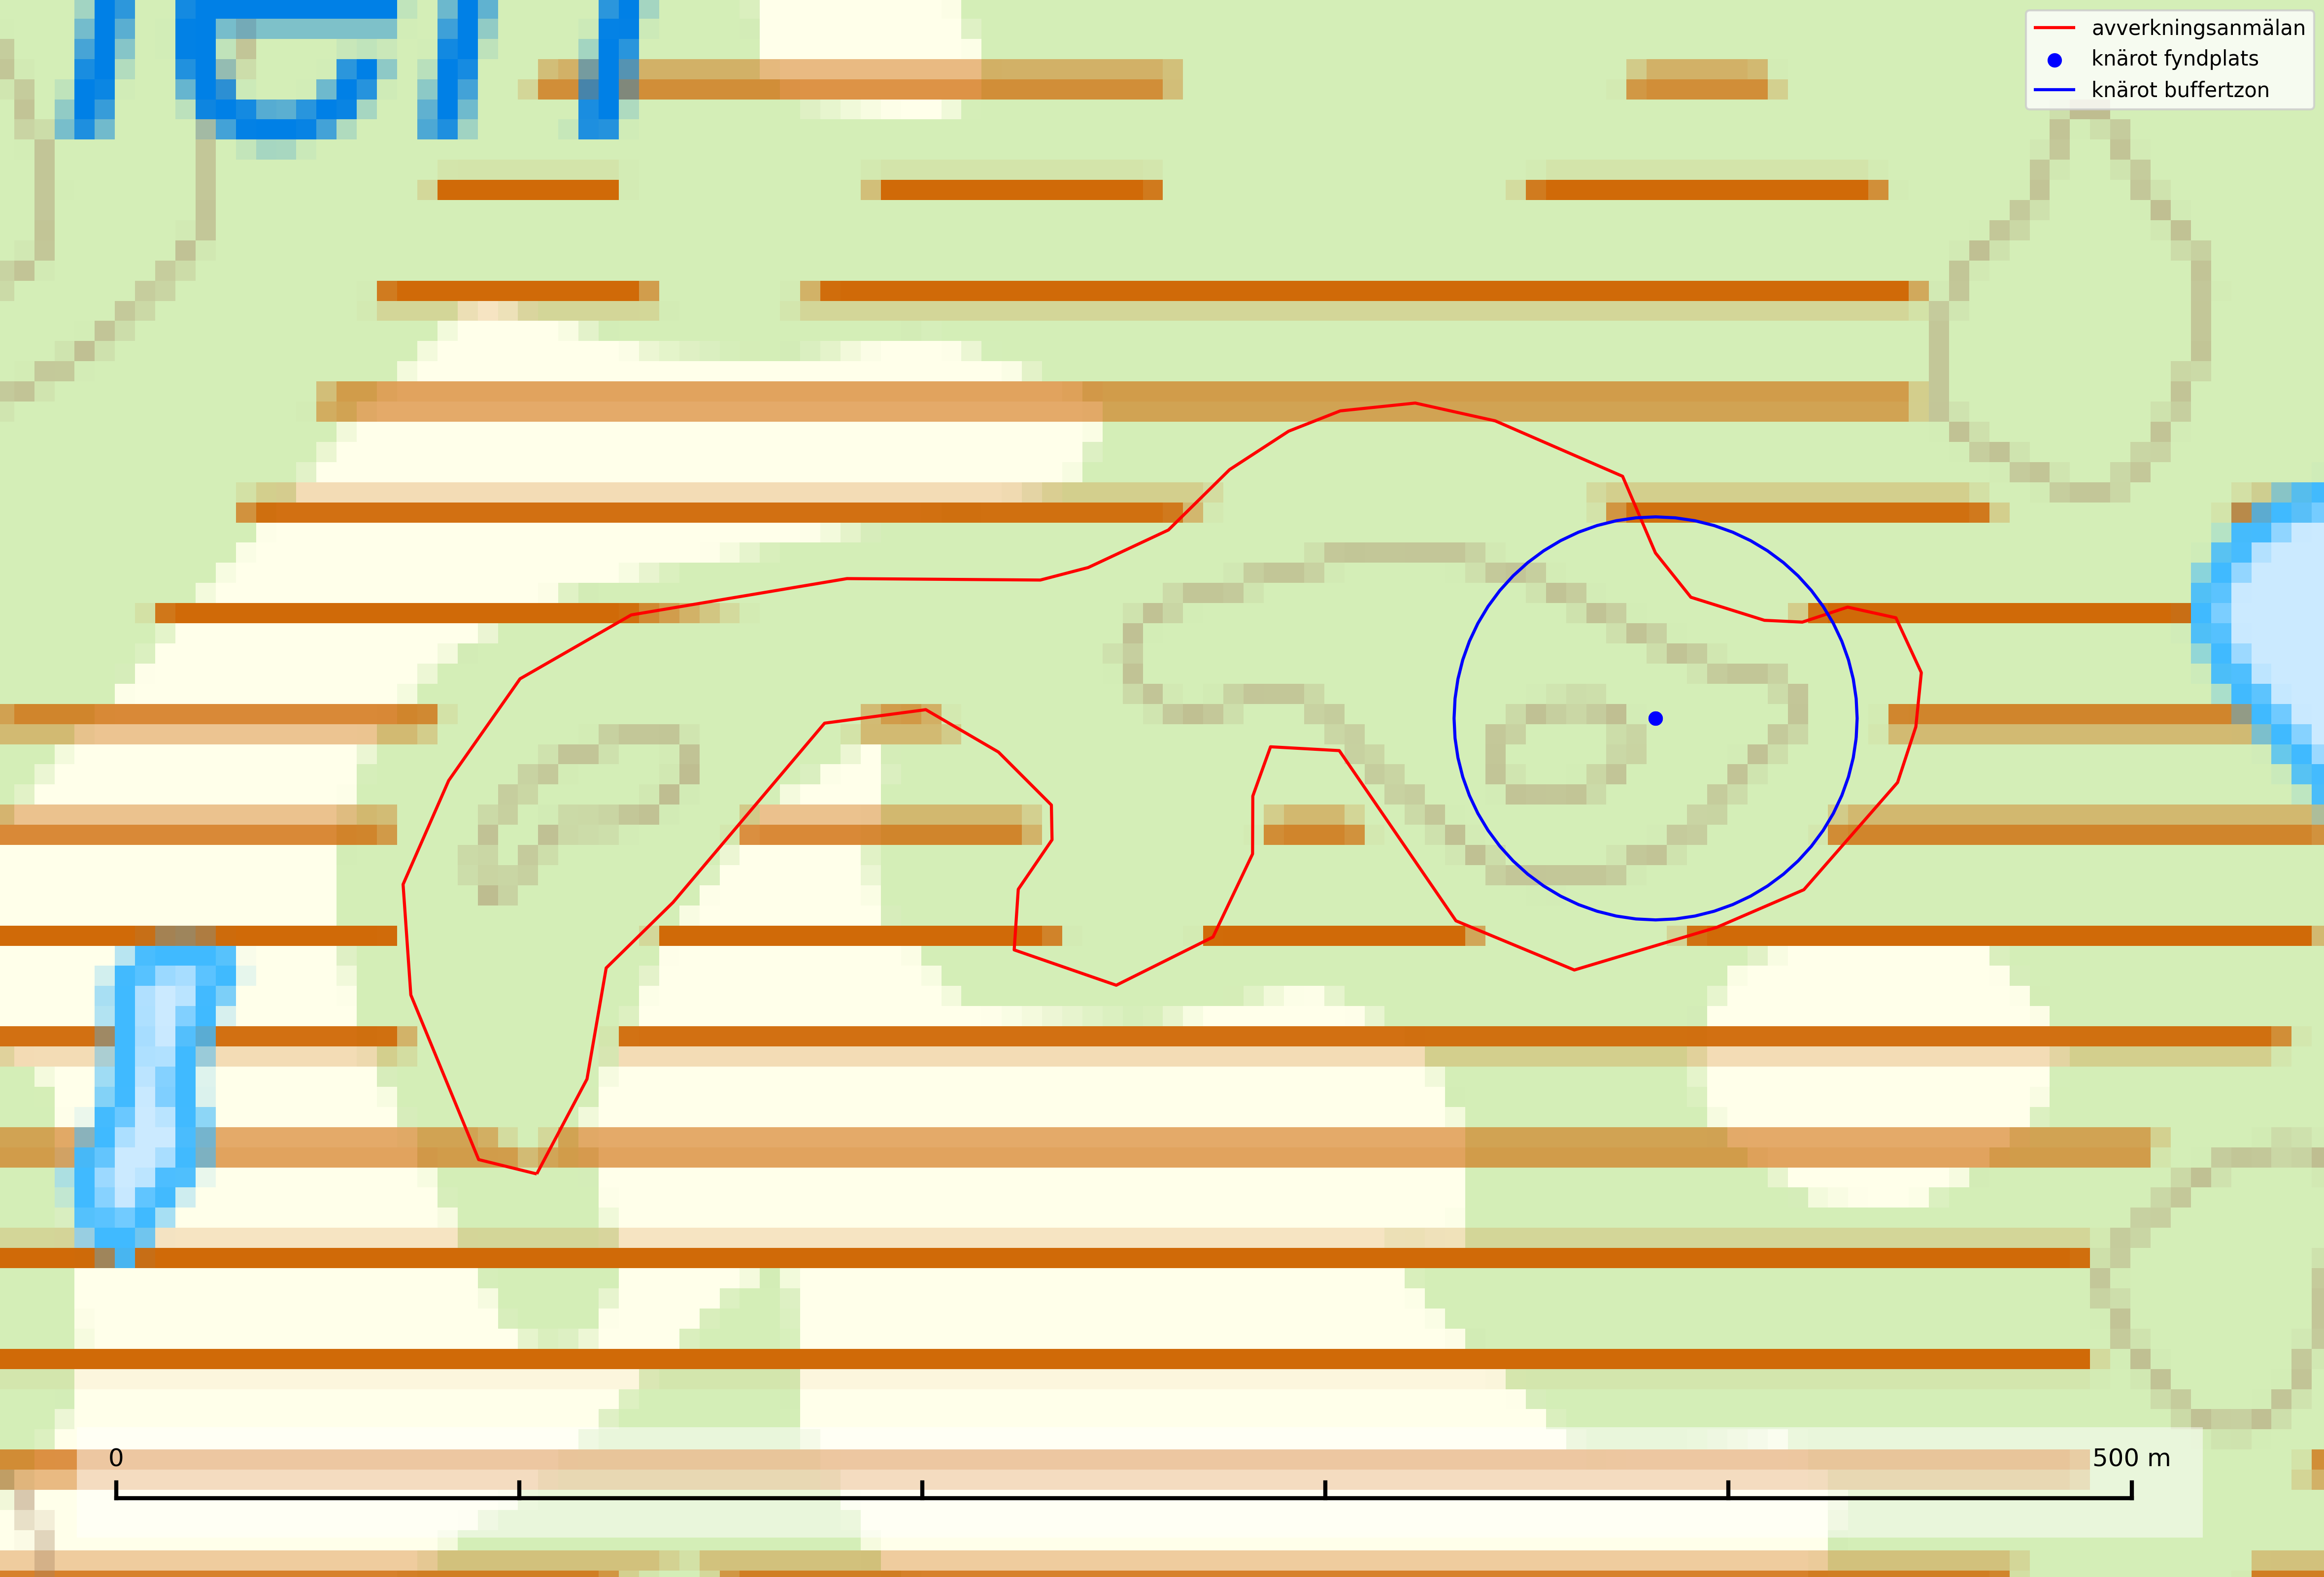 avverkningsanmälan
knärot fyndplats
knärot buffertzon
0 500 m